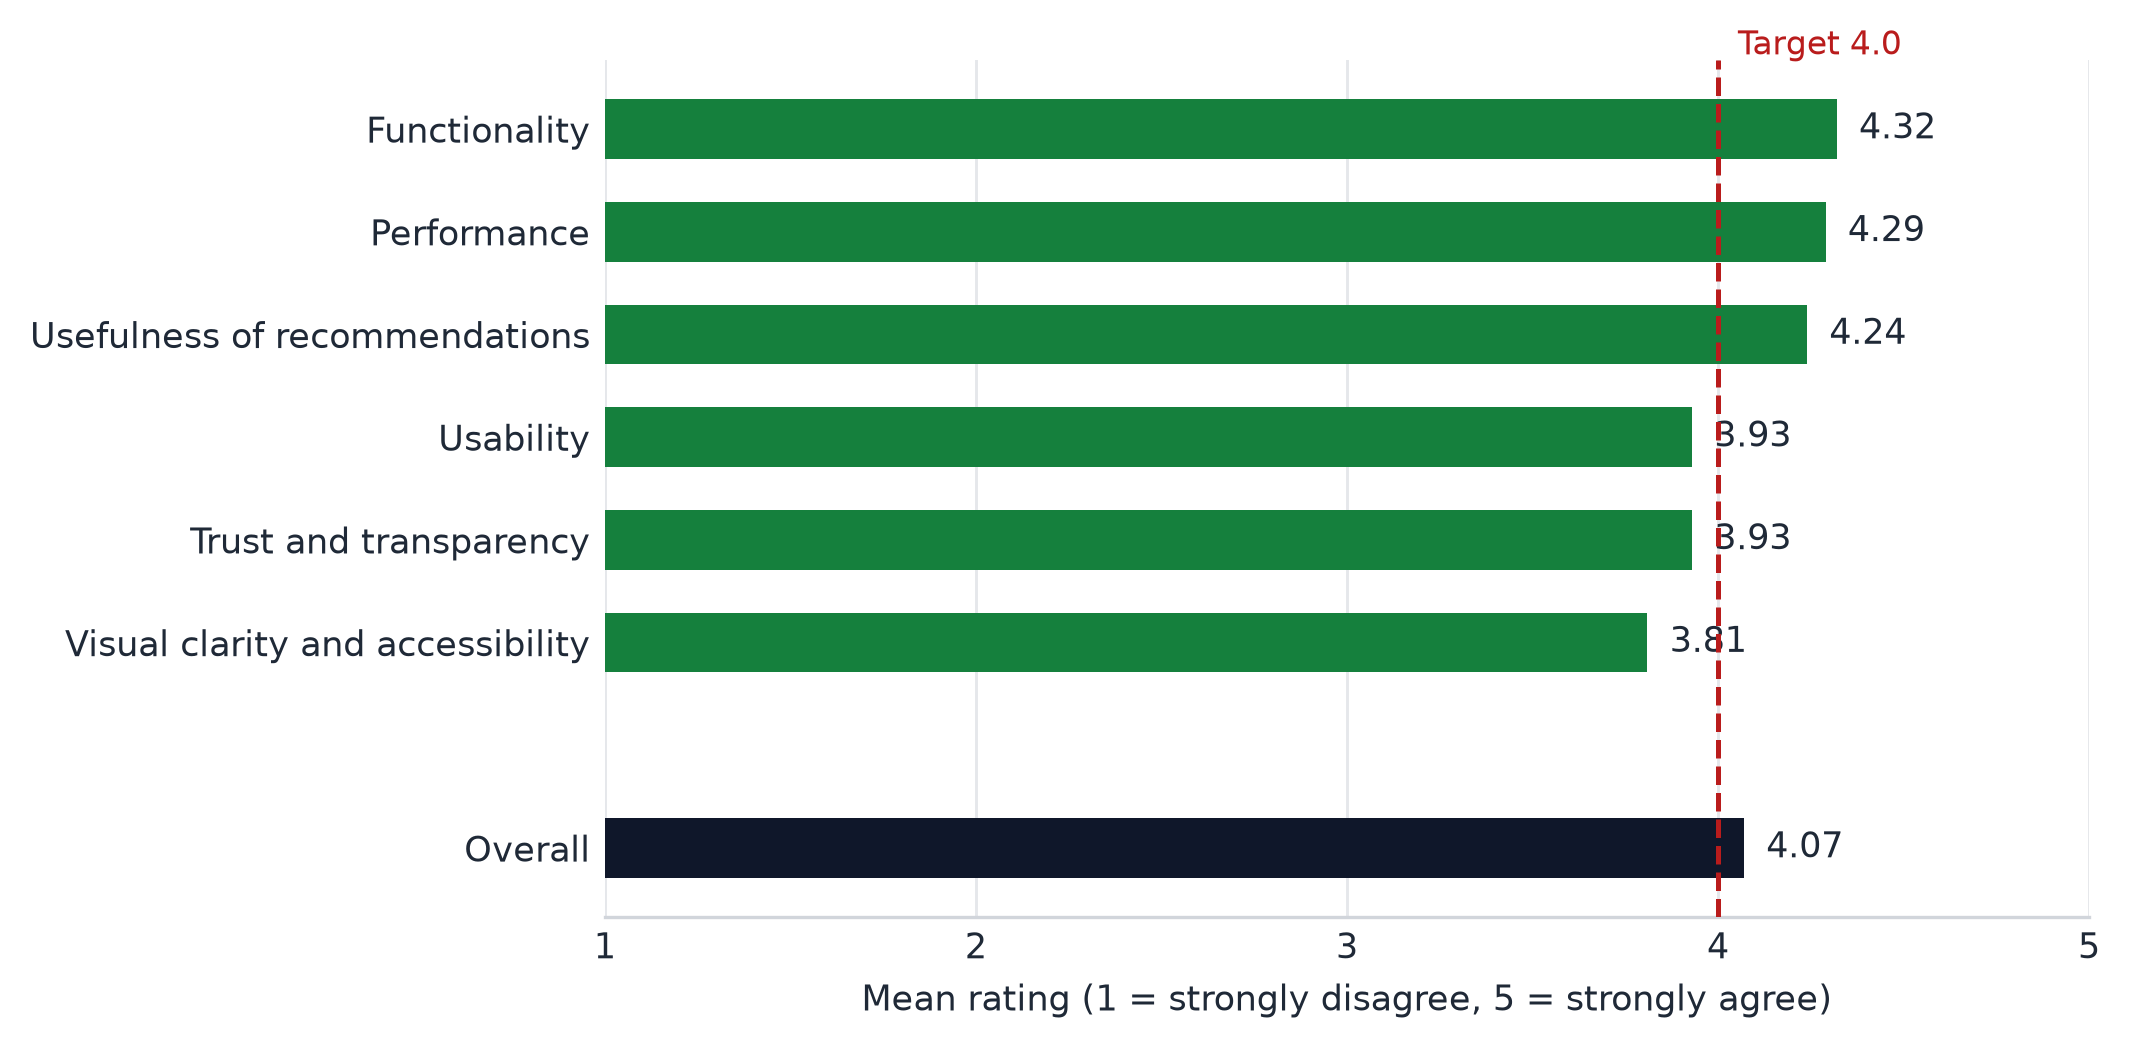 Target 4.0
Functionality 4.32
Performance 4.29
Usefulness of recommendations 4.24
Usability 3.93
Trust and transparency 3.93
Visual clarity and accessibility 3.81
Overall 4.07
1 2 3 4 5
Mean rating (1 = strongly disagree, 5 = strongly agree)